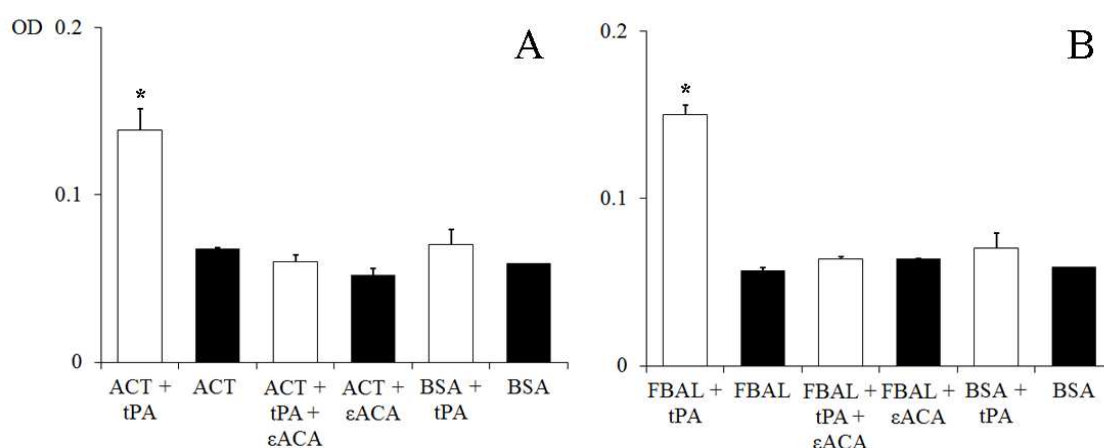 OD
0.2
A
*
0.1
0
ACT +
tPA
ACT
ACT +
tPA +
εACA
ACT +
εACA
BSA +
tPA
BSA
0.2
B
*
0.1
0
FBAL +
tPA
FBAL
FBAL +
tPA +
εACA
FBAL +
εACA
BSA +
tPA
BSA